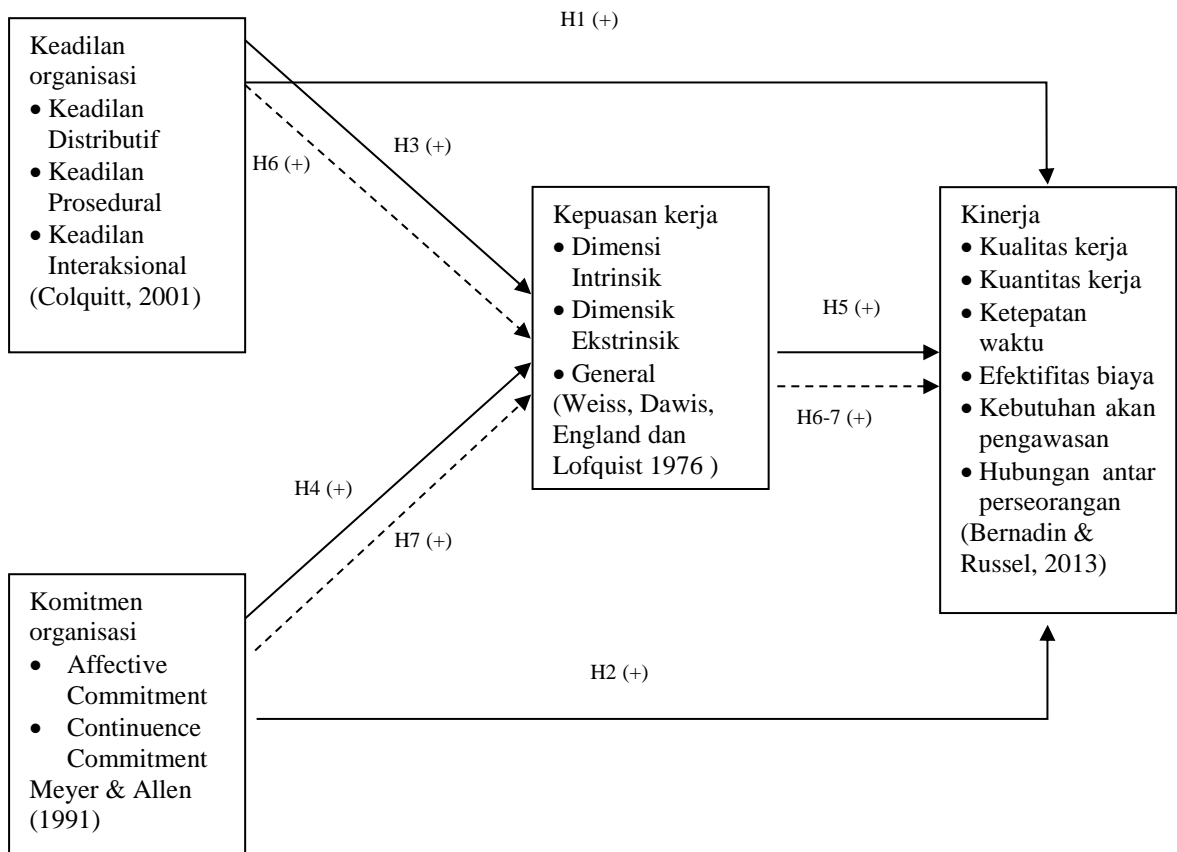 H1 (+)
Keadilan
organisasi
• Keadilan
Distributif
• Keadilan
Prosedural
• Keadilan
Interaksional
(Colquitt, 2001)
H3 (+)
H6 (+)
Kepuasan kerja
• Dimensi
Intrinsik
• Dimensik
Ekstrinsik
• General
(Weiss, Dawis,
England dan
Lofquist 1976 )
H5 (+)
H6-7 (+)
Kinerja
• Kualitas kerja
• Kuantitas kerja
• Ketepatan
waktu
• Efektifitas biaya
• Kebutuhan akan
pengawasan
• Hubungan antar
perseorangan
(Bernadin &
Russel, 2013)
H4 (+)
H7 (+)
Komitmen
organisasi
• Affective
Commitment
• Continuence
Commitment
Meyer & Allen
(1991)
H2 (+)